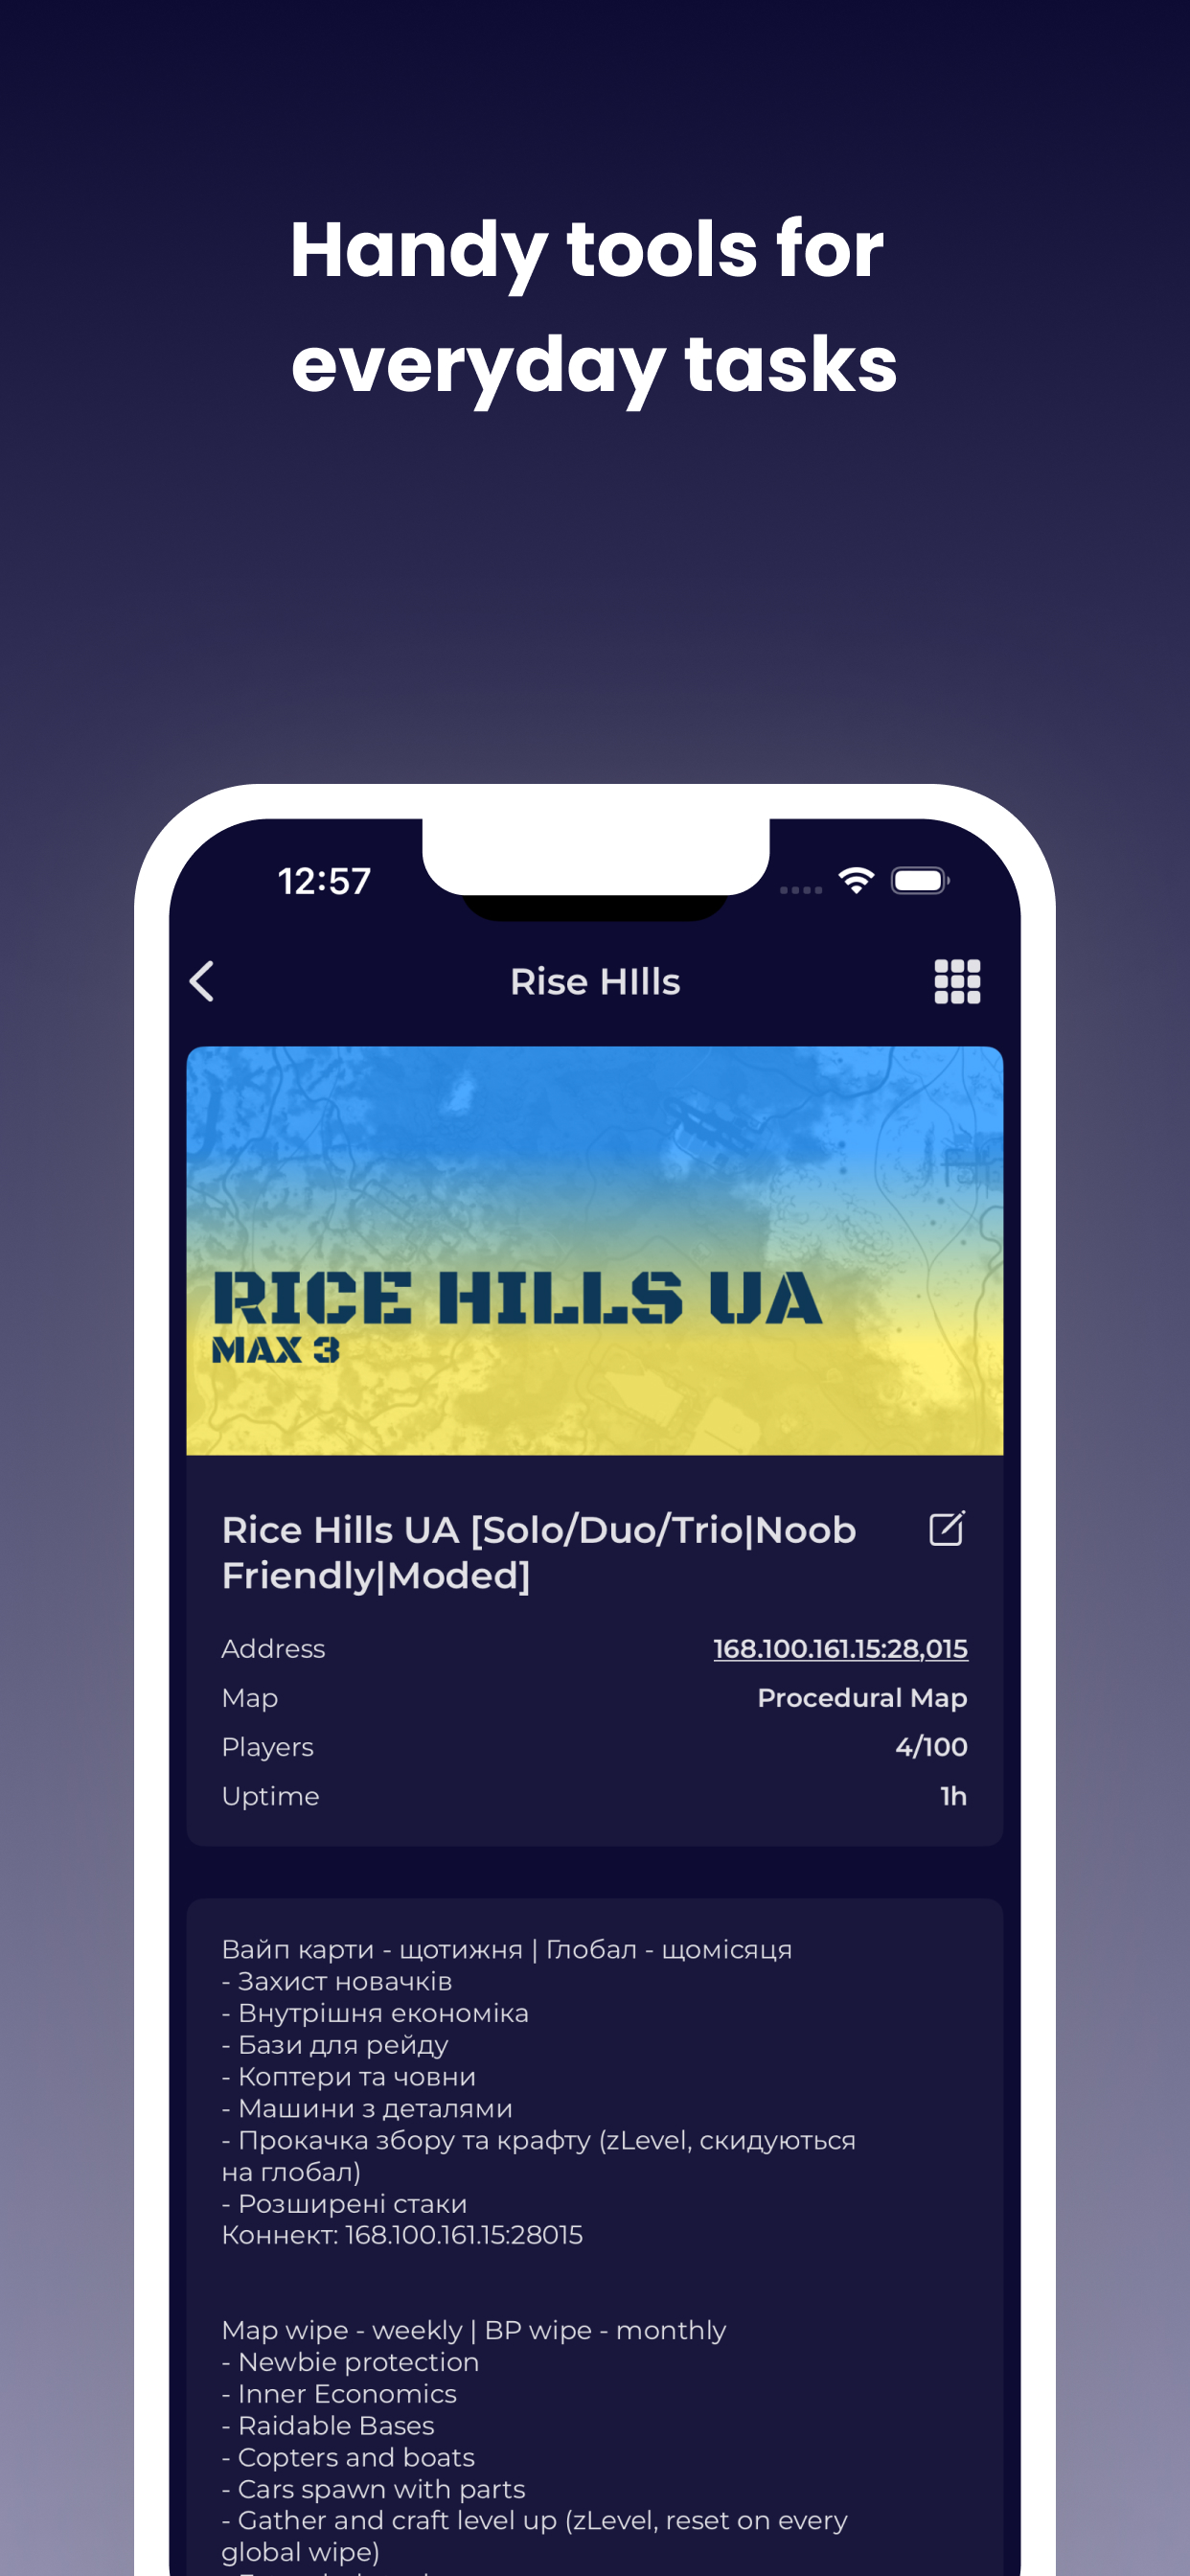 Handy tools for
everyday tasks
12:57
Rise HIlls
RICE HILLS UA
MAX 3
Rice Hills UA [Solo/Duo/Trio|Noob
Friendly|Moded]
Address 168.100.161.15:28,015
Map Procedural Map
Players 4/100
Uptime 1h
Вайп карти - щотижня | Глобал - щомісяця
- Захист новачків
- Внутрішня економіка
- Бази для рейду
- Коптери та човни
- Машини з деталями
- Прокачка збору та крафту (zLevel, скидуються
на глобал)
- Розширені стаки
Коннект: 168.100.161.15:28015
Map wipe - weekly | BP wipe - monthly
- Newbie protection
- Inner Economics
- Raidable Bases
- Copters and boats
- Cars spawn with parts
- Gather and craft level up (zLevel, reset on every
global wipe)